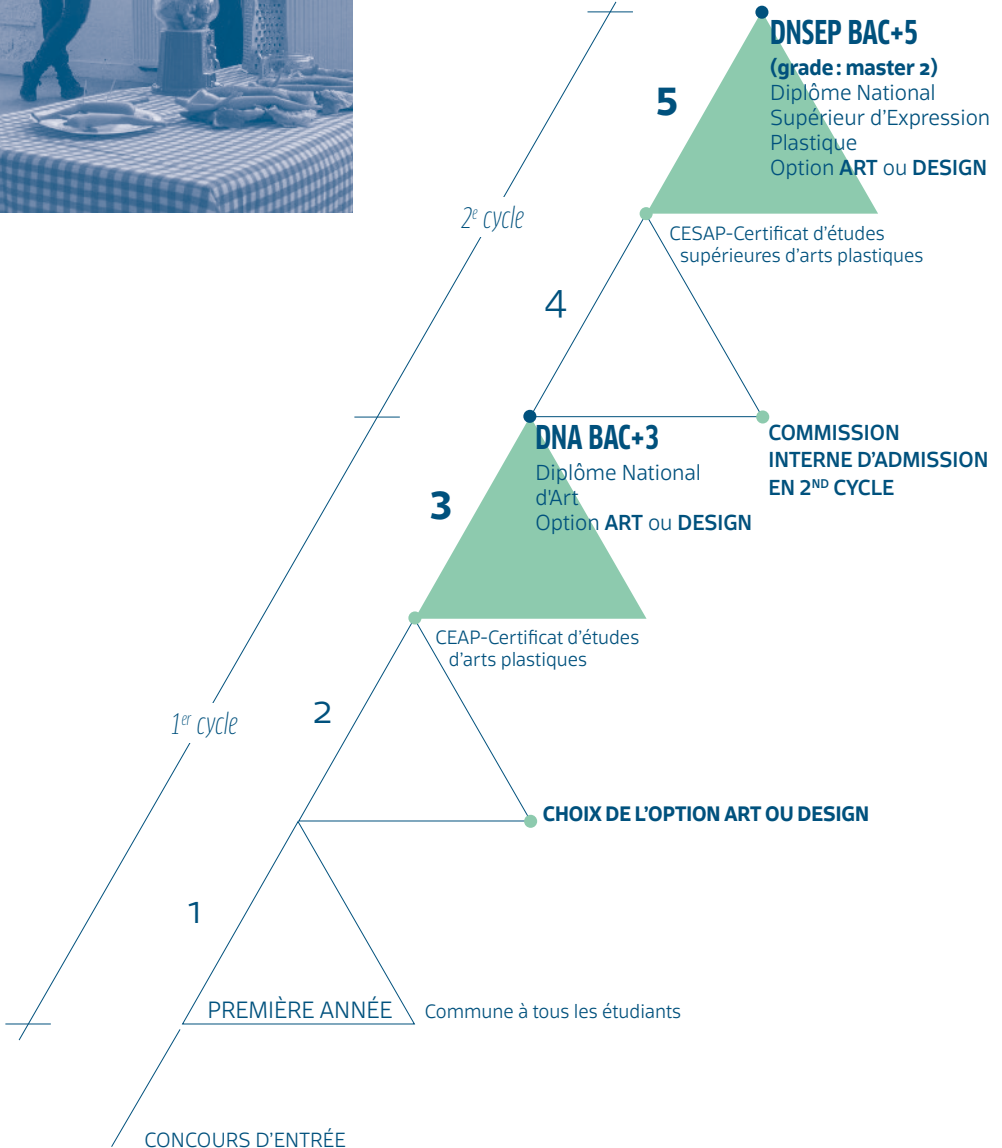 DNSEP BAC+5
(grade : master 2)
Diplôme National
Supérieur d'Expression
Plastique
Option ART ou DESIGN
5
2e cycle
CESAP-Certificat d'études
supérieures d'arts plastiques
4
DNA BAC+3
Diplôme National
d'Art
Option ART ou DESIGN
COMMISSION
INTERNE D'ADMISSION
EN 2ND CYCLE
3
CEAP-Certificat d'études
d'arts plastiques
2
1er cycle
CHOIX DE L'OPTION ART OU DESIGN
1
PREMIÈRE ANNÉE
Commune à tous les étudiants
CONCOURS D'ENTRÉE